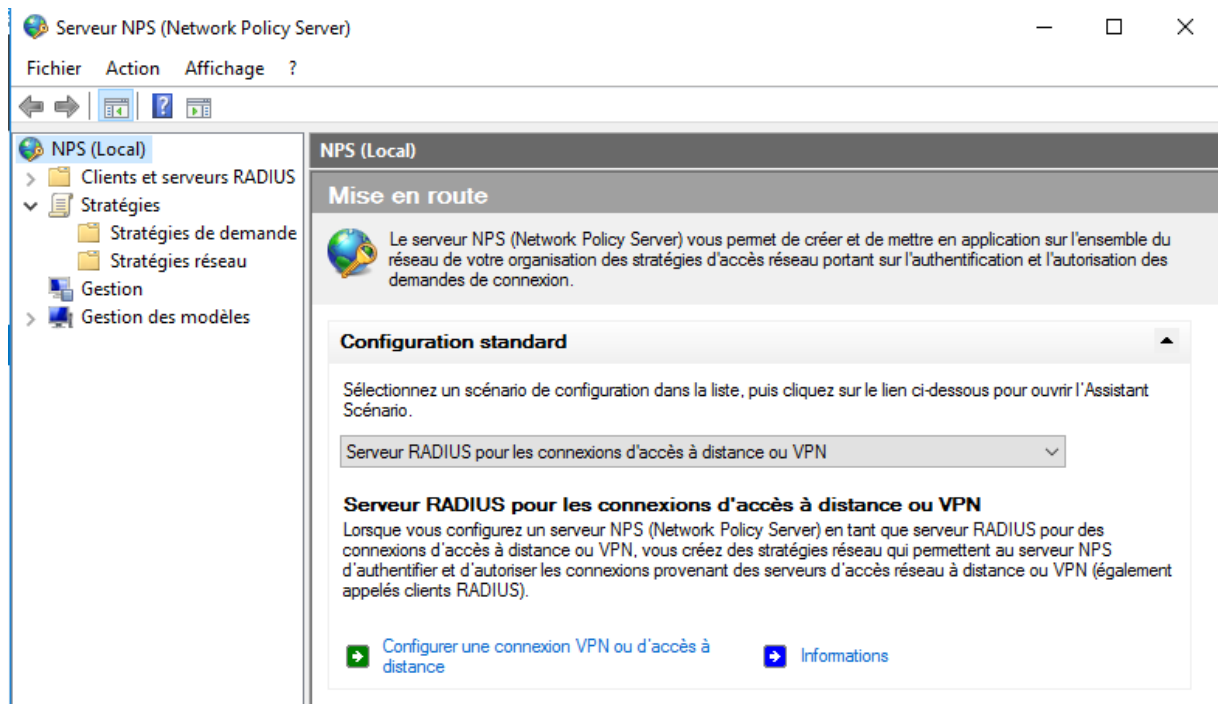 Serveur NPS (Network Policy Server)
Fichier Action Affichage ?
NPS (Local)
Clients et serveurs RADIUS
Stratégies
Stratégies de demande
Stratégies réseau
Gestion
Gestion des modèles
NPS (Local)
Mise en route
Le serveur NPS (Network Policy Server) vous permet de créer et de mettre en application sur l'ensemble du
réseau de votre organisation des stratégies d'accès réseau portant sur l'authentification et l'autorisation des
demandes de connexion.
Configuration standard
Sélectionnez un scénario de configuration dans la liste, puis cliquez sur le lien ci-dessous pour ouvrir l'Assistant
Scénario.
Serveur RADIUS pour les connexions d'accès à distance ou VPN
Serveur RADIUS pour les connexions d'accès à distance ou VPN
Lorsque vous configurez un serveur NPS (Network Policy Server) en tant que serveur RADIUS pour des
connexions d'accès à distance ou VPN, vous créez des stratégies réseau qui permettent au serveur NPS
d'authentifier et d'autoriser les connexions provenant des serveurs d'accès réseau à distance ou VPN (également
appelés clients RADIUS).
Configurer une connexion VPN ou d'accès à
distance
Informations